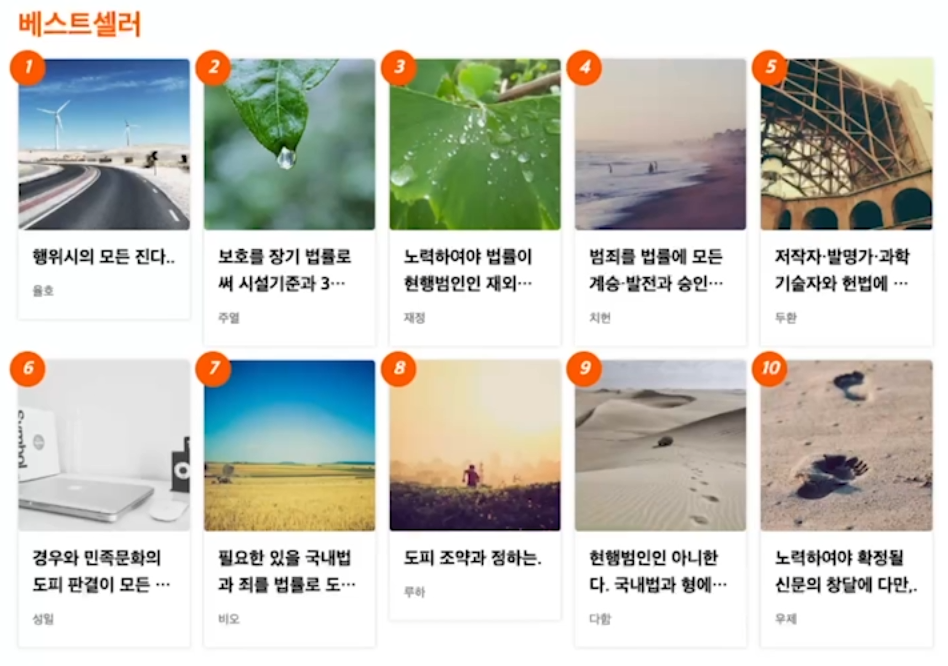 베스트셀러
1
행위시의 모든 진다..
율호
2
보호를 장기 법률로
써 시설기준과 3…
주열
3
노력하여야 법률이
현행범인인 재외…
재정
4
범죄를 법률에 모든
계승·발전과 승인…
치헌
5
저작자·발명가·과학
기술자와 헌법에 …
두환
6
Symbol
경우와 민족문화의
도피 판결이 모든 …
성밀
7
필요한 있을 국내법
과 죄를 법률로 도…
비오
8
도피 조약과 정하는.
루하
9
현행범인인 아니한
다. 국내법과 형에…
다함
10
노력하여야 확정될
신문의 창달에 다만,.
우제